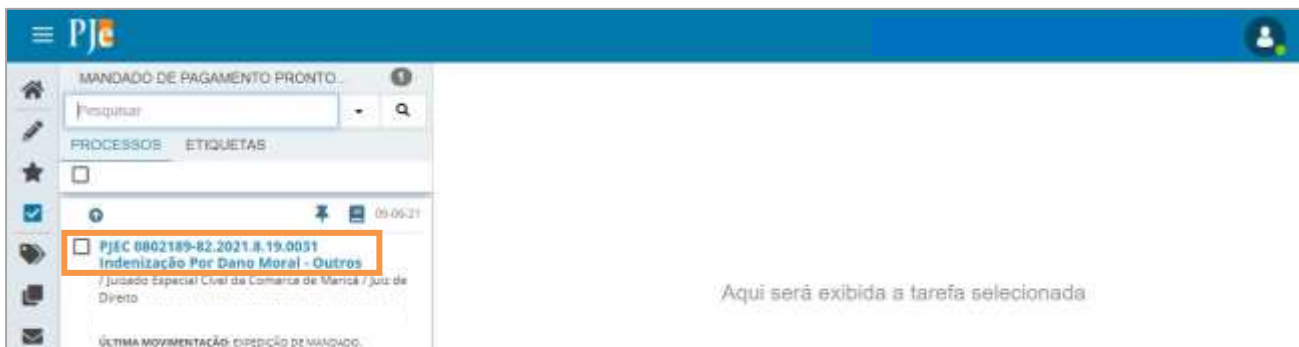 PJe
MANDADO DE PAGAMENTO PRONTO... 1
Pesquisar
PROCESSOS ETIQUETAS
09-06-21
PJEC 0802189-82.2021.8.19.0031
Indenização Por Dano Moral - Outros
/ Juizado Especial Cível da Comarca de Maricá / Juiz de
Direito
Aqui será exibida a tarefa selecionada
ÚLTIMA MOVIMENTAÇÃO: EXPEDIÇÃO DE MANDADO.